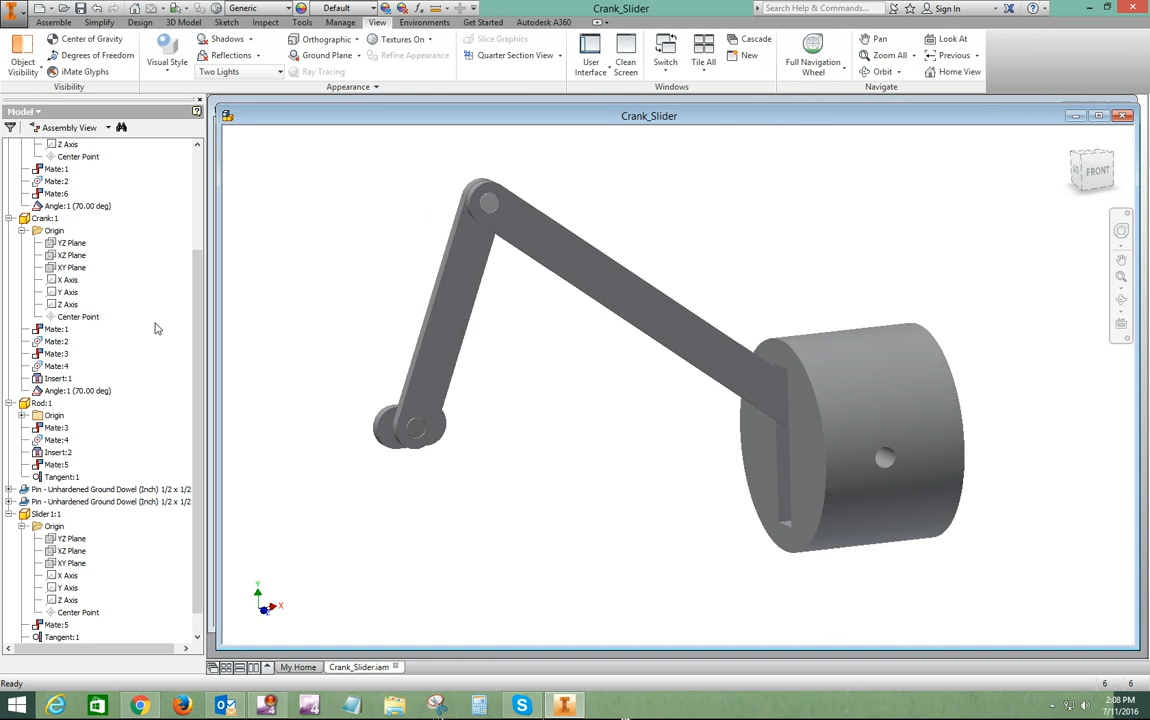 Generic
Default
Crank_Slider
Search Help & Commands...
Sign In
Assemble
Simplify
Design
3D Model
Sketch
Inspect
Tools
Manage
View
Environments
Get Started
Autodesk A360
Object Visibility
Center of Gravity
Degrees of Freedom
iMate Glyphs
Visibility
Visual Style
Shadows
Reflections
Two Lights
Orthographic
Ground Plane
Ray Tracing
Textures On
Refine Appearance
Appearance
Slice Graphics
Quarter Section View
User Interface
Clean Screen
Switch
Tile All
Cascade
New
Windows
Full Navigation Wheel
Pan
Zoom All
Orbit
Look At
Previous
Home View
Navigate
Model
Assembly View
Z Axis
Center Point
Mate:1
Mate:2
Mate:6
Angle:1 (70.00 deg)
Crank:1
Origin
YZ Plane
XZ Plane
XY Plane
X Axis
Y Axis
Z Axis
Center Point
Mate:1
Mate:2
Mate:3
Mate:4
Insert:1
Angle:1 (70.00 deg)
Rod:1
Origin
Mate:3
Mate:4
Insert:2
Mate:5
Tangent:1
Pin - Unhardened Ground Dowel (Inch) 1/2 x 1/2
Pin - Unhardened Ground Dowel (Inch) 1/2 x 1/2
Slider1:1
Origin
YZ Plane
XZ Plane
XY Plane
X Axis
Y Axis
Z Axis
Center Point
Mate:5
Tangent:1
Crank_Slider
FRONT
Y
X
My Home
Crank_Slider.iam
Ready
6
6
2:08 PM
7/11/2016